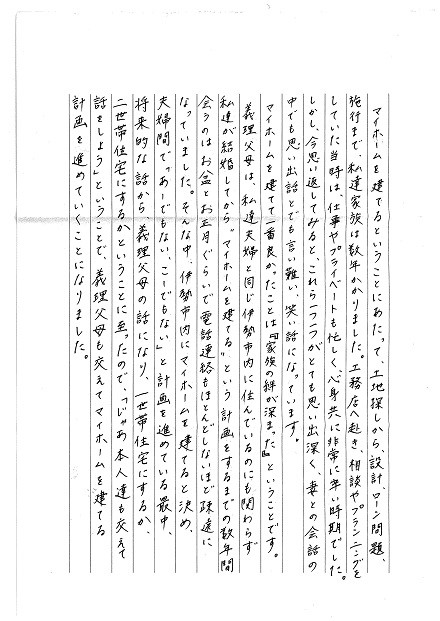 マイホームを建てるということにあたって、土地探しから、設計、ローン問題、
施行まで、私達家族は数年かかりました。工務店へ赴き、相談やプランニングを
していた当時は、仕事やプライベートも忙しく、心身共に非常に辛い時期でした。
しかし、今思い返してみると、これら一つ一つがとても思い出深く、妻との会話の
中でも思い出話とでも言い難い、笑い話になっています。
マイホームを建てて一番良かったことは『家族の絆が深まった』ということです。
義理父母は、私達夫婦と同じ伊勢市内に住んでいるのにも関わらず
私達が結婚してから"マイホームを建てる"という計画をするまでの数年間
会うのはお盆とお正月ぐらいで電話連絡もほとんどしないほど疎遠に
なっていました。そんな中、伊勢市内にマイホームを建てると決め、
夫婦間で"あーでもない、こーでもない"と計画を進めている最中、
将来的な話から、義理父母の話になり、一世帯住宅にするか、
二世帯住宅にするかということに至ったので、「じゃあ本人達も交えて
話をしよう」ということで、義理父母も交えてマイホームを建てる
計画を進めていくことになりました。